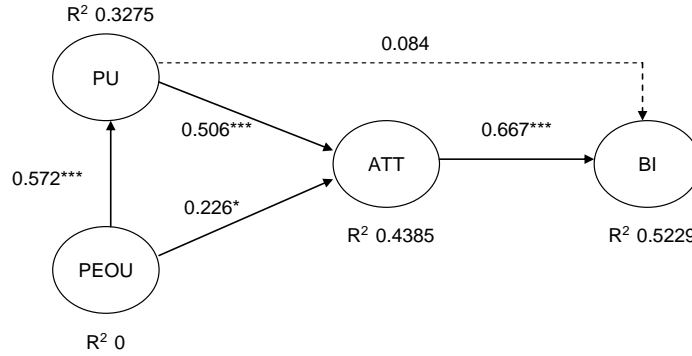 R² 0.3275
0.084
PU
0.506***
0.667***
ATT
BI
0.572***
0.226*
R² 0.4385
R² 0.5229
PEOU
R² 0